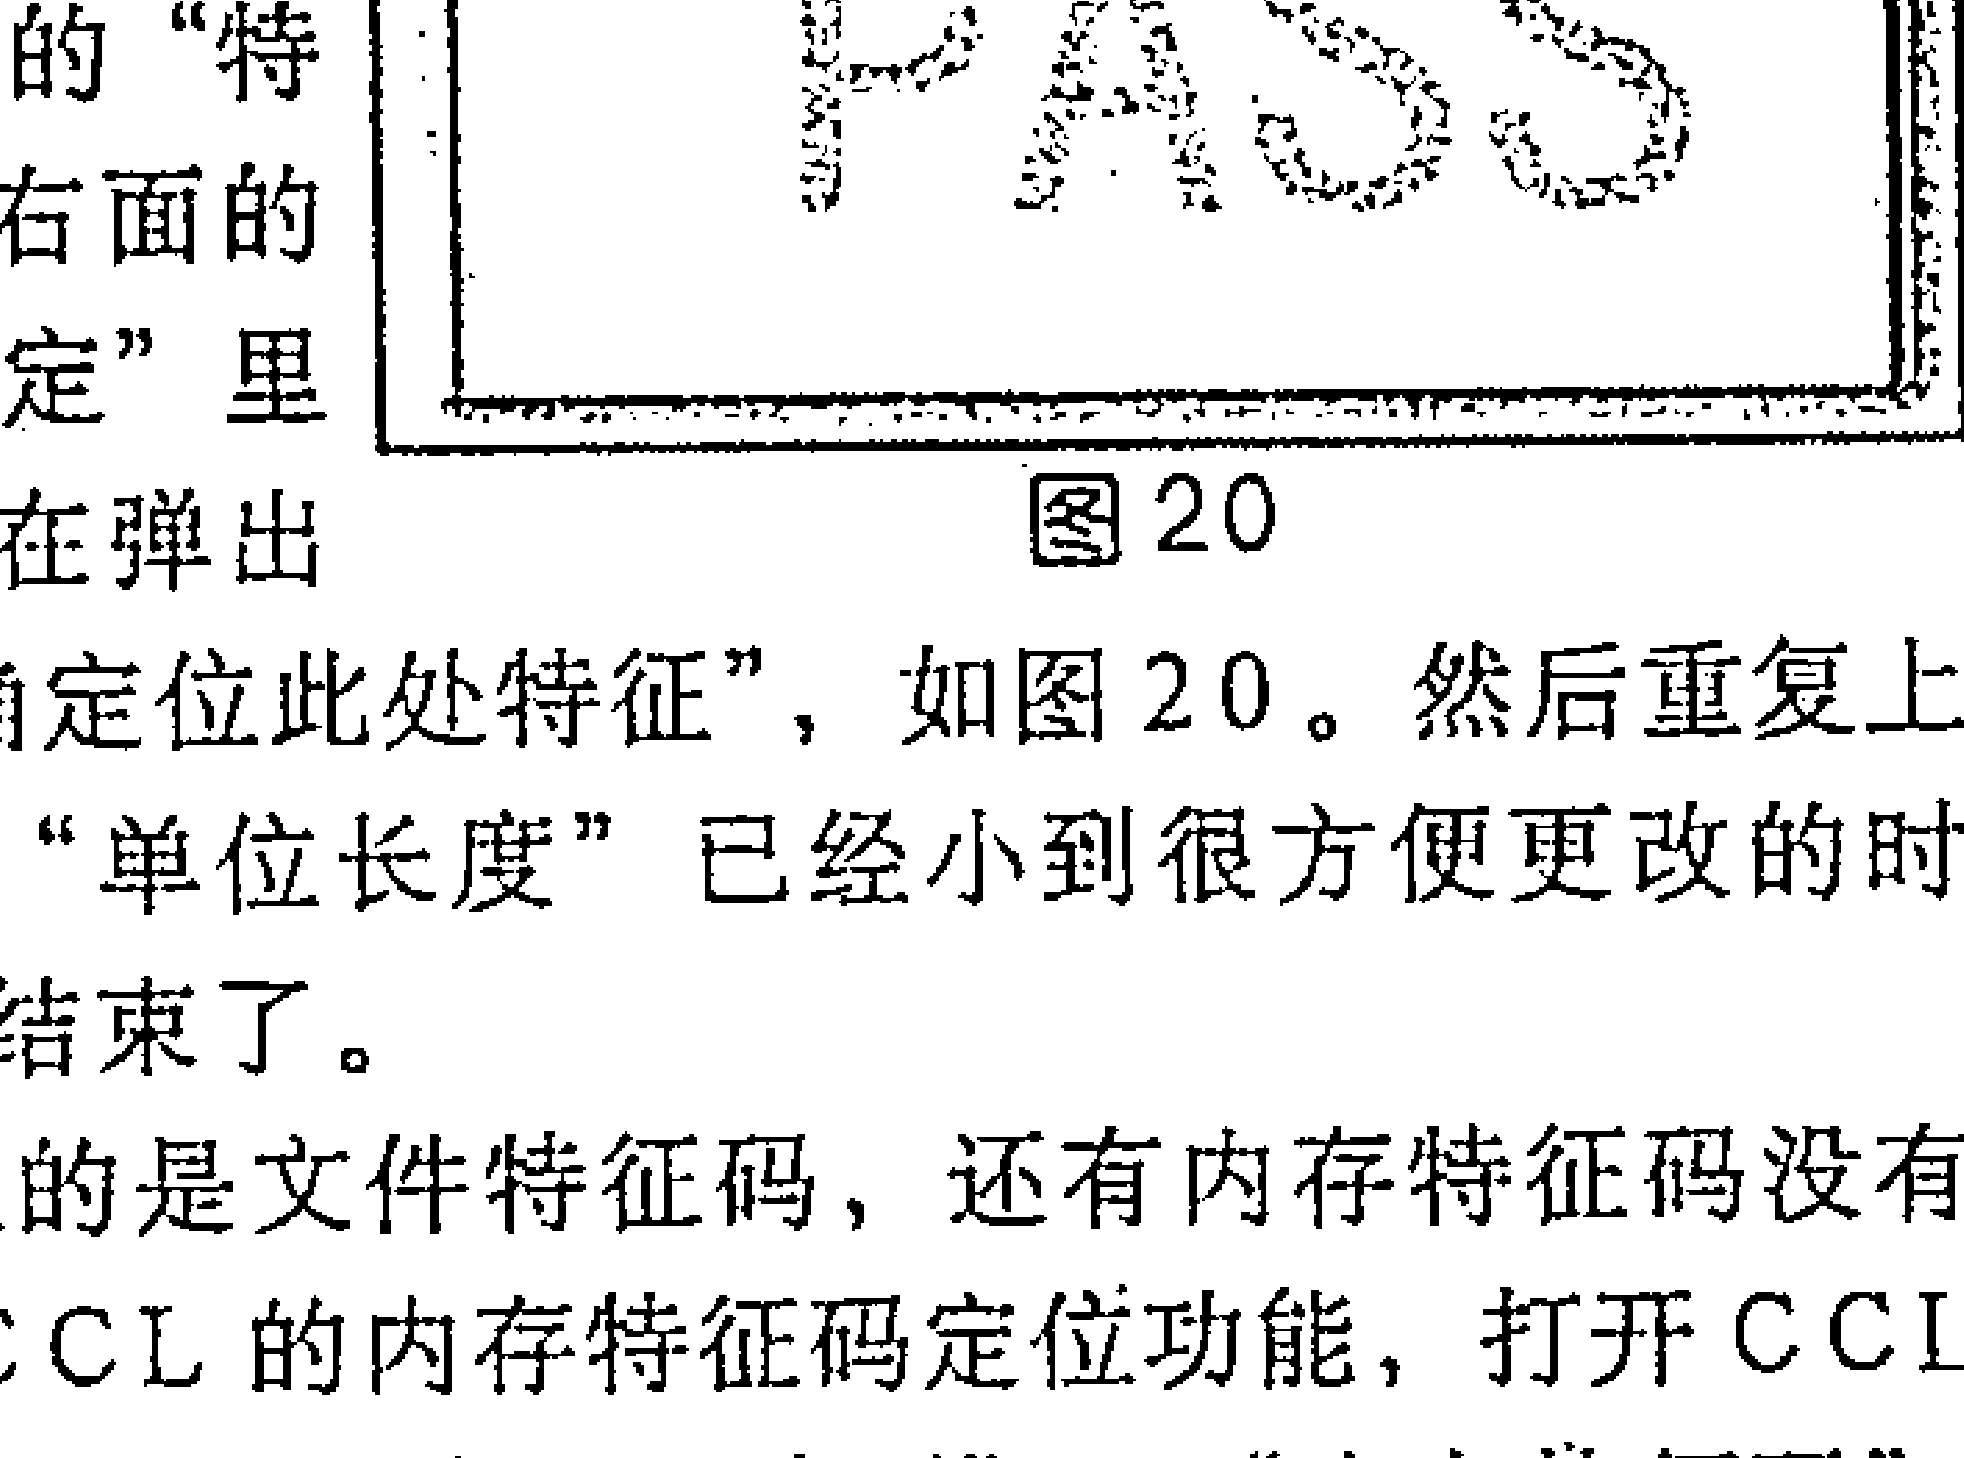 PASS
的“特
右面的
定”里
在弹出
图20
定位此处特征”，如图20。然后重复上
“单位长度”已经小到很方便更改的时
结束了。
的是文件特征码，还有内存特征码没有
CCL的内存特征码定位功能，打开CCL